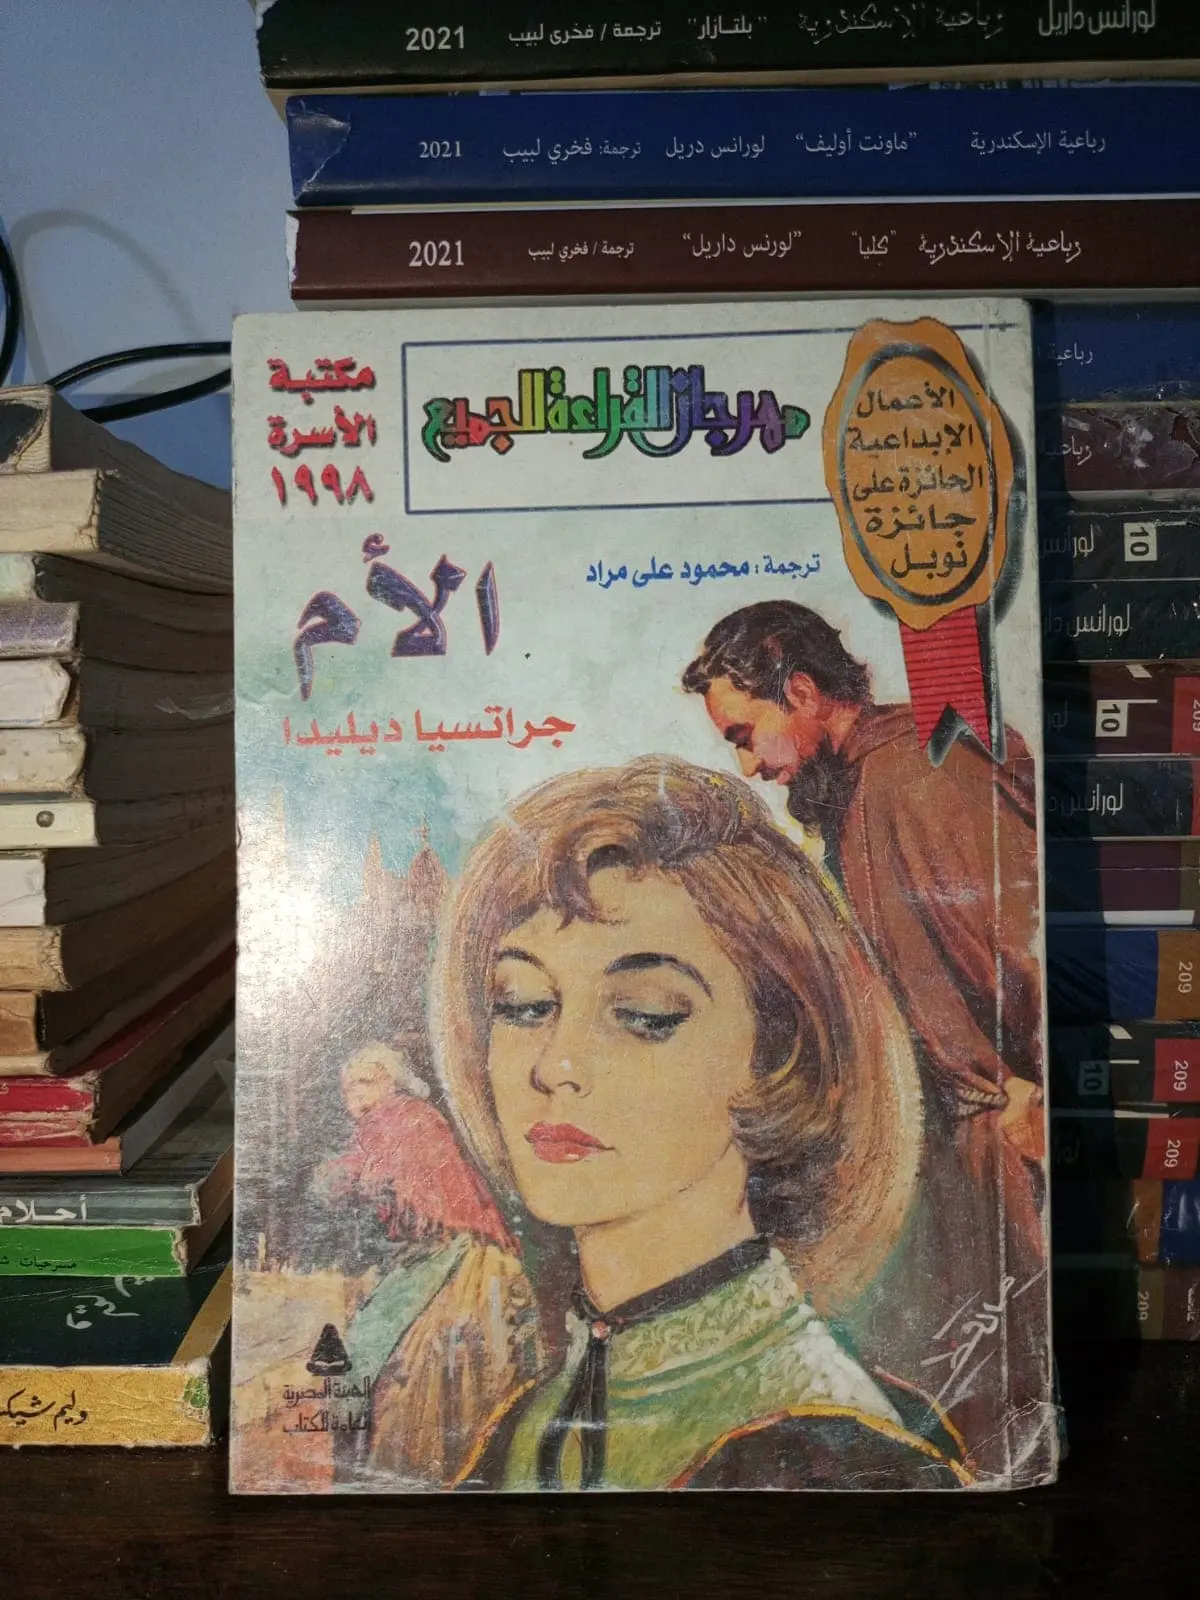 لورانس داريل رباعية الإسكندرية "بلتازار" ترجمة / فخرى لبيب 2021
رباعية الإسكندرية "ماونت أوليف" لورانس دريل ترجمة: فخري لبيب 2021
رباعية الإسكندرية "كليا" "لورنس داريل" ترجمة / فخري لبيب 2021
مكتبة
الأسرة
١٩٩٨
مهرجان القراءة للجميع
الأعمال
الإبداعية
الحائزة على
جائزة
نوبل
ترجمة : محمود على مراد
الأم
جراتسيا ديليدا
الهيئة المصرية
العامة للكتاب
رباعية
رباعية
10
لورانس
لورانس
10
لورانس
209
10
209
209
209
209
أحلام
مسرحيات
وليم شيكس